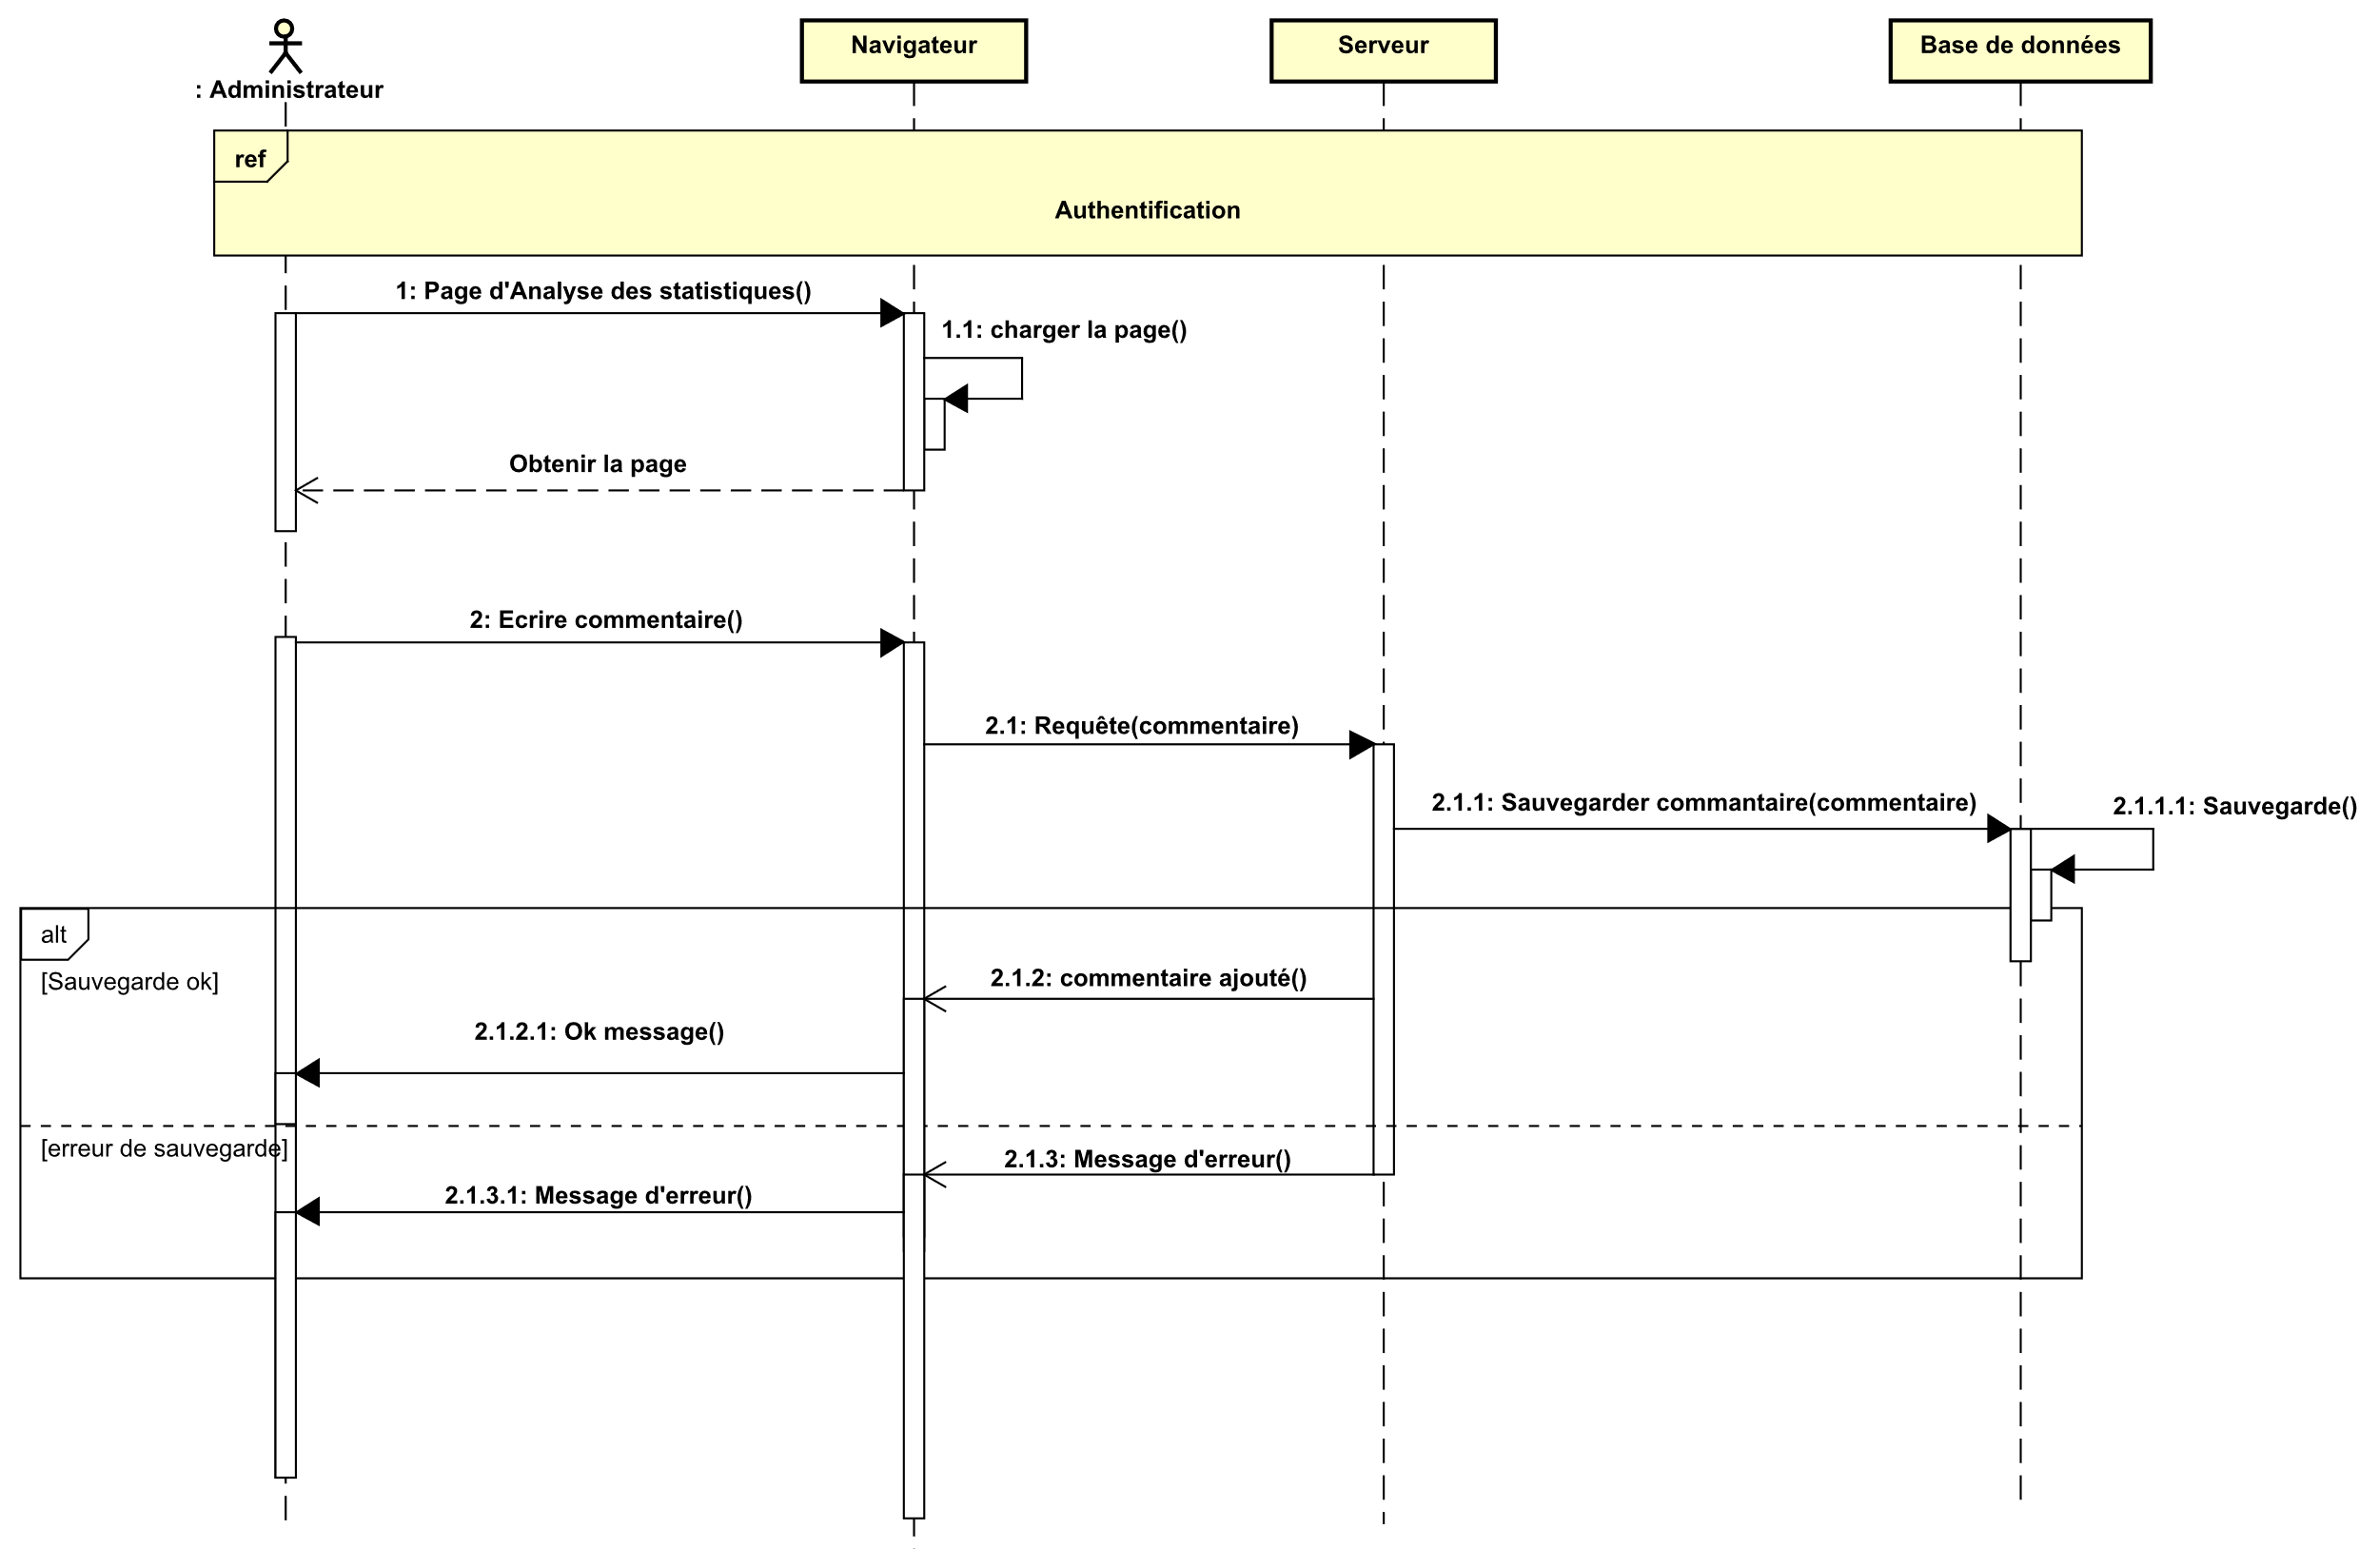 : Administrateur
Navigateur
Serveur
Base de données
ref
Authentification
1: Page d'Analyse des statistiques()
1.1: charger la page()
Obtenir la page
2: Ecrire commentaire()
2.1: Requête(commentaire)
2.1.1: Sauvegarder commantaire(commentaire)
2.1.1.1: Sauvegarde()
alt
[Sauvegarde ok]
2.1.2: commentaire ajouté()
2.1.2.1: Ok message()
[erreur de sauvegarde]
2.1.3: Message d'erreur()
2.1.3.1: Message d'erreur()